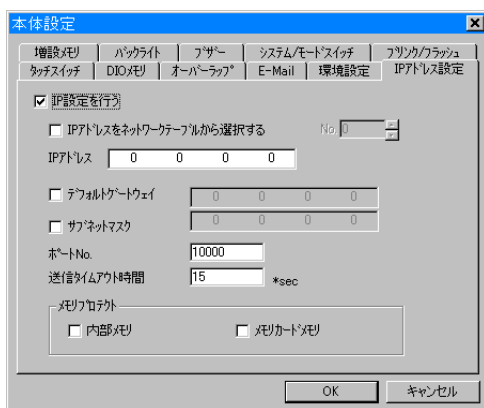 本体設定
増設ﾒﾓﾘ ﾊﾞｯｸﾗｲﾄ ﾌﾞｻﾞｰ ｼｽﾃﾑ/ﾓｰﾄﾞｽｲｯﾁ ﾌﾞﾘﾝｸ/ﾌﾗｯｼｭ
ﾀｯﾁｽｲｯﾁ DIOﾒﾓﾘ ｵｰﾊﾞｰﾗｯﾌﾟ E-Mail 環境設定 IPｱﾄﾞﾚｽ設定
IP設定を行う
IPｱﾄﾞﾚｽをﾈｯﾄﾜｰｸﾃｰﾌﾞﾙから選択する No. 0
IPｱﾄﾞﾚｽ 0 0 0 0
ﾃﾞﾌｫﾙﾄｹﾞｰﾄｳｪｲ 0 0 0 0
ｻﾌﾞﾈｯﾄﾏｽｸ 0 0 0 0
ﾎﾟｰﾄNo. 10000
送信ﾀｲﾑｱｳﾄ時間 15 *sec
ﾒﾓﾘﾌﾟﾛﾃｸﾄ
内部ﾒﾓﾘ ﾒﾓﾘｶｰﾄﾞﾒﾓﾘ
OK ｷｬﾝｾﾙ